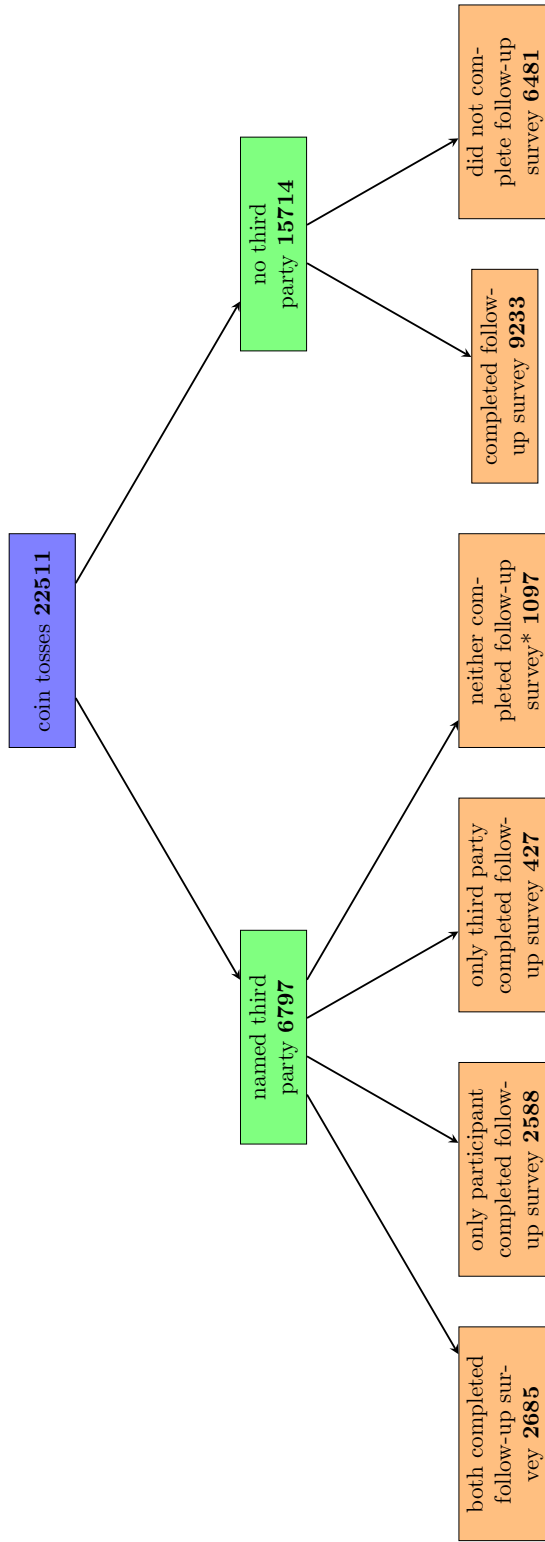 coin tosses 22511
named third
party 6797
no third
party 15714
both completed
follow-up sur-
vey 2685
only participant
completed follow-
up survey 2588
only third party
completed follow-
up survey 427
neither com-
pleted follow-up
survey* 1097
completed follow-
up survey 9233
did not com-
plete follow-up
survey 6481